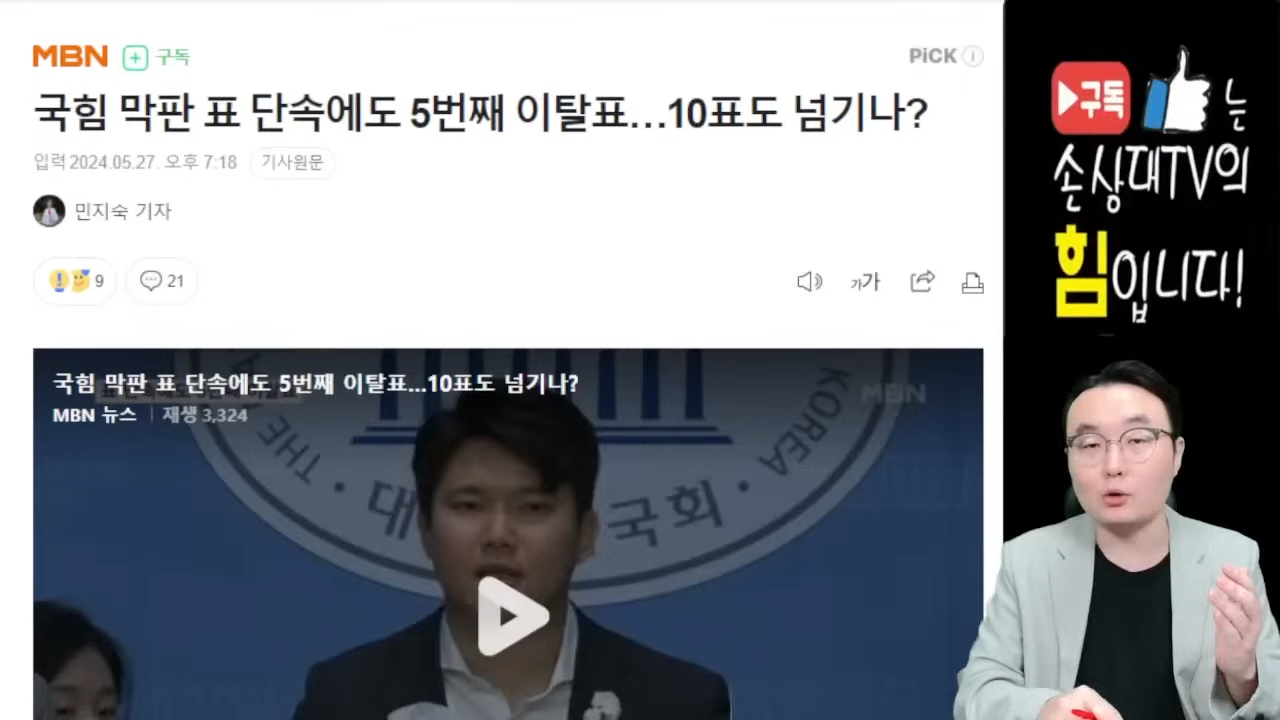 MBN 구독
PiCK
국힘 막판 표 단속에도 5번째 이탈표…10표도 넘기나?
입력 2024.05.27. 오후 7:18 기사원문
민지숙 기자
9 21
가가
국힘 막판 표 단속에도 5번째 이탈표...10표도 넘기나?
MBN 뉴스 재생 3,324
MBN
THE
KOREA
대
국회
구독 는
손상대TV의
힘입니다!